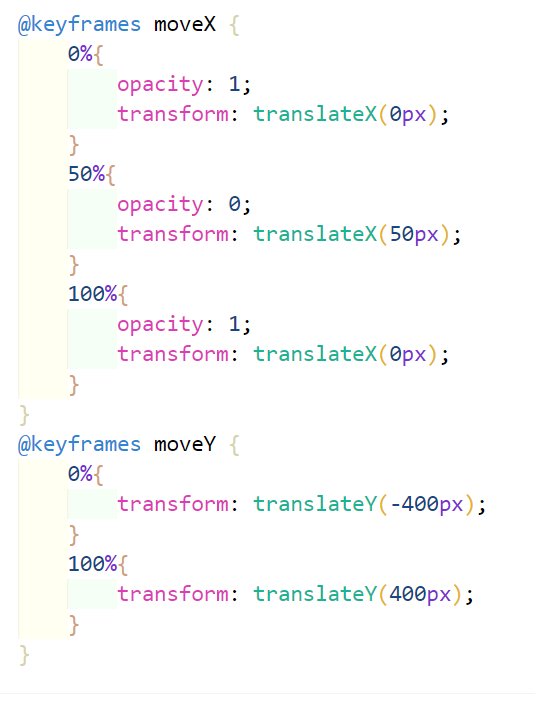 @keyframes moveX {
    0%{
        opacity: 1;
        transform: translateX(0px);
    }
    50%{
        opacity: 0;
        transform: translateX(50px);
    }
    100%{
        opacity: 1;
        transform: translateX(0px);
    }
}
@keyframes moveY {
    0%{
        transform: translateY(-400px);
    }
    100%{
        transform: translateY(400px);
    }
}